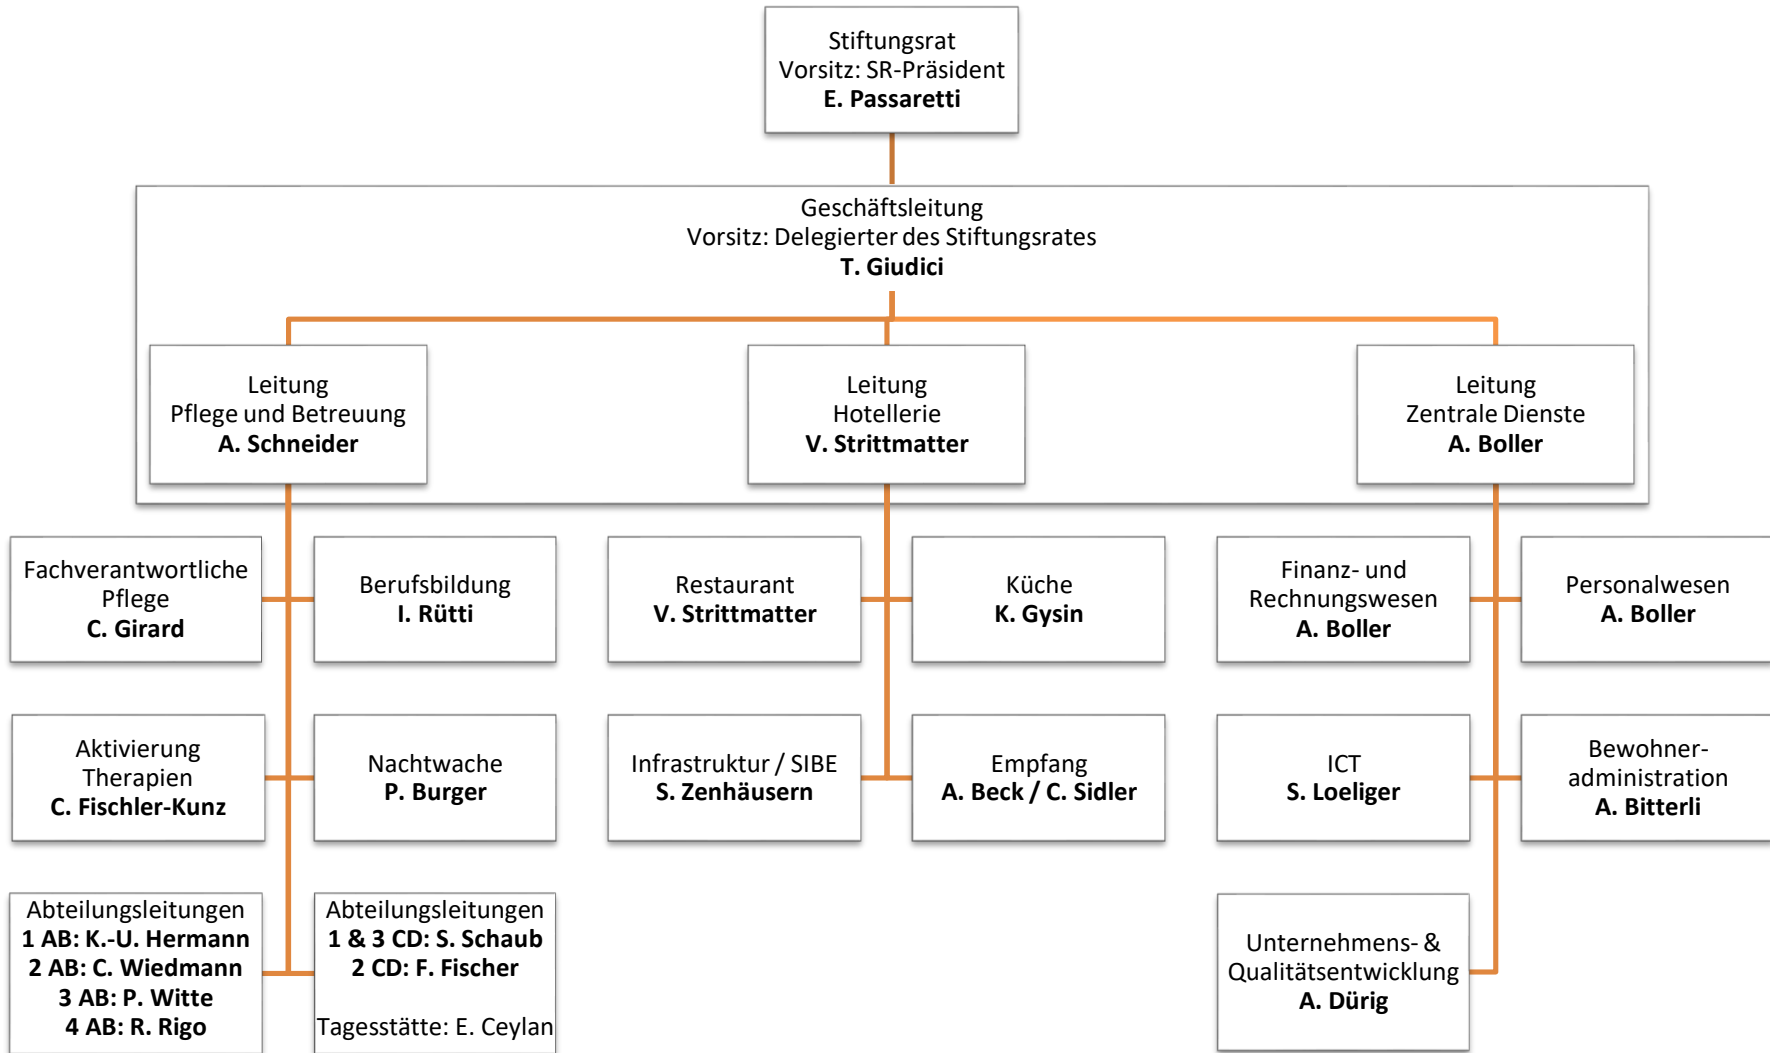 Stiftungsrat
Vorsitz: SR-Präsident
E. Passaretti
Geschäftsleitung
Vorsitz: Delegierter des Stiftungsrates
T. Giudici
Leitung
Pflege und Betreuung
A. Schneider
Leitung
Hotellerie
V. Strittmatter
Leitung
Zentrale Dienste
A. Boller
Fachverantwortliche
Pflege
C. Girard
Berufsbildung
I. Rütti
Restaurant
V. Strittmatter
Küche
K. Gysin
Finanz- und
Rechnungswesen
A. Boller
Personalwesen
A. Boller
Aktivierung
Therapien
C. Fischler-Kunz
Nachtwache
P. Burger
Infrastruktur / SIBE
S. Zenhäusern
Empfang
A. Beck / C. Sidler
ICT
S. Loeliger
Bewohner-
administration
A. Bitterli
Abteilungsleitungen
1 AB: K.-U. Hermann
2 AB: C. Wiedmann
3 AB: P. Witte
4 AB: R. Rigo
Abteilungsleitungen
1 & 3 CD: S. Schaub
2 CD: F. Fischer
Tagesstätte: E. Ceylan
Unternehmens- &
Qualitätsentwicklung
A. Dürig